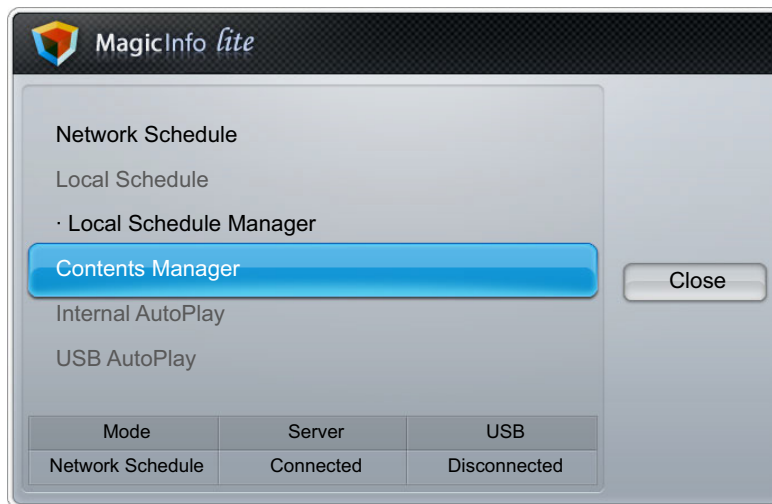 MagicInfo lite
Network Schedule
Local Schedule
· Local Schedule Manager
Contents Manager
Close
Internal AutoPlay
USB AutoPlay
Mode Server USB
Network Schedule Connected Disconnected